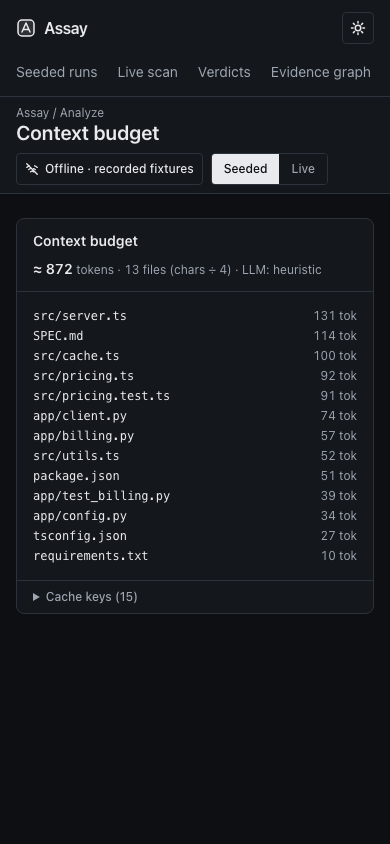 Assay
Seeded runs Live scan Verdicts Evidence graph
Assay / Analyze
Context budget
Offline · recorded fixtures Seeded Live
Context budget
≈ 872 tokens · 13 files (chars ÷ 4) · LLM: heuristic
src/server.ts 131 tok
SPEC.md 114 tok
src/cache.ts 100 tok
src/pricing.ts 92 tok
src/pricing.test.ts 91 tok
app/client.py 74 tok
app/billing.py 57 tok
src/utils.ts 52 tok
package.json 51 tok
app/test_billing.py 39 tok
app/config.py 34 tok
tsconfig.json 27 tok
requirements.txt 10 tok
Cache keys (15)